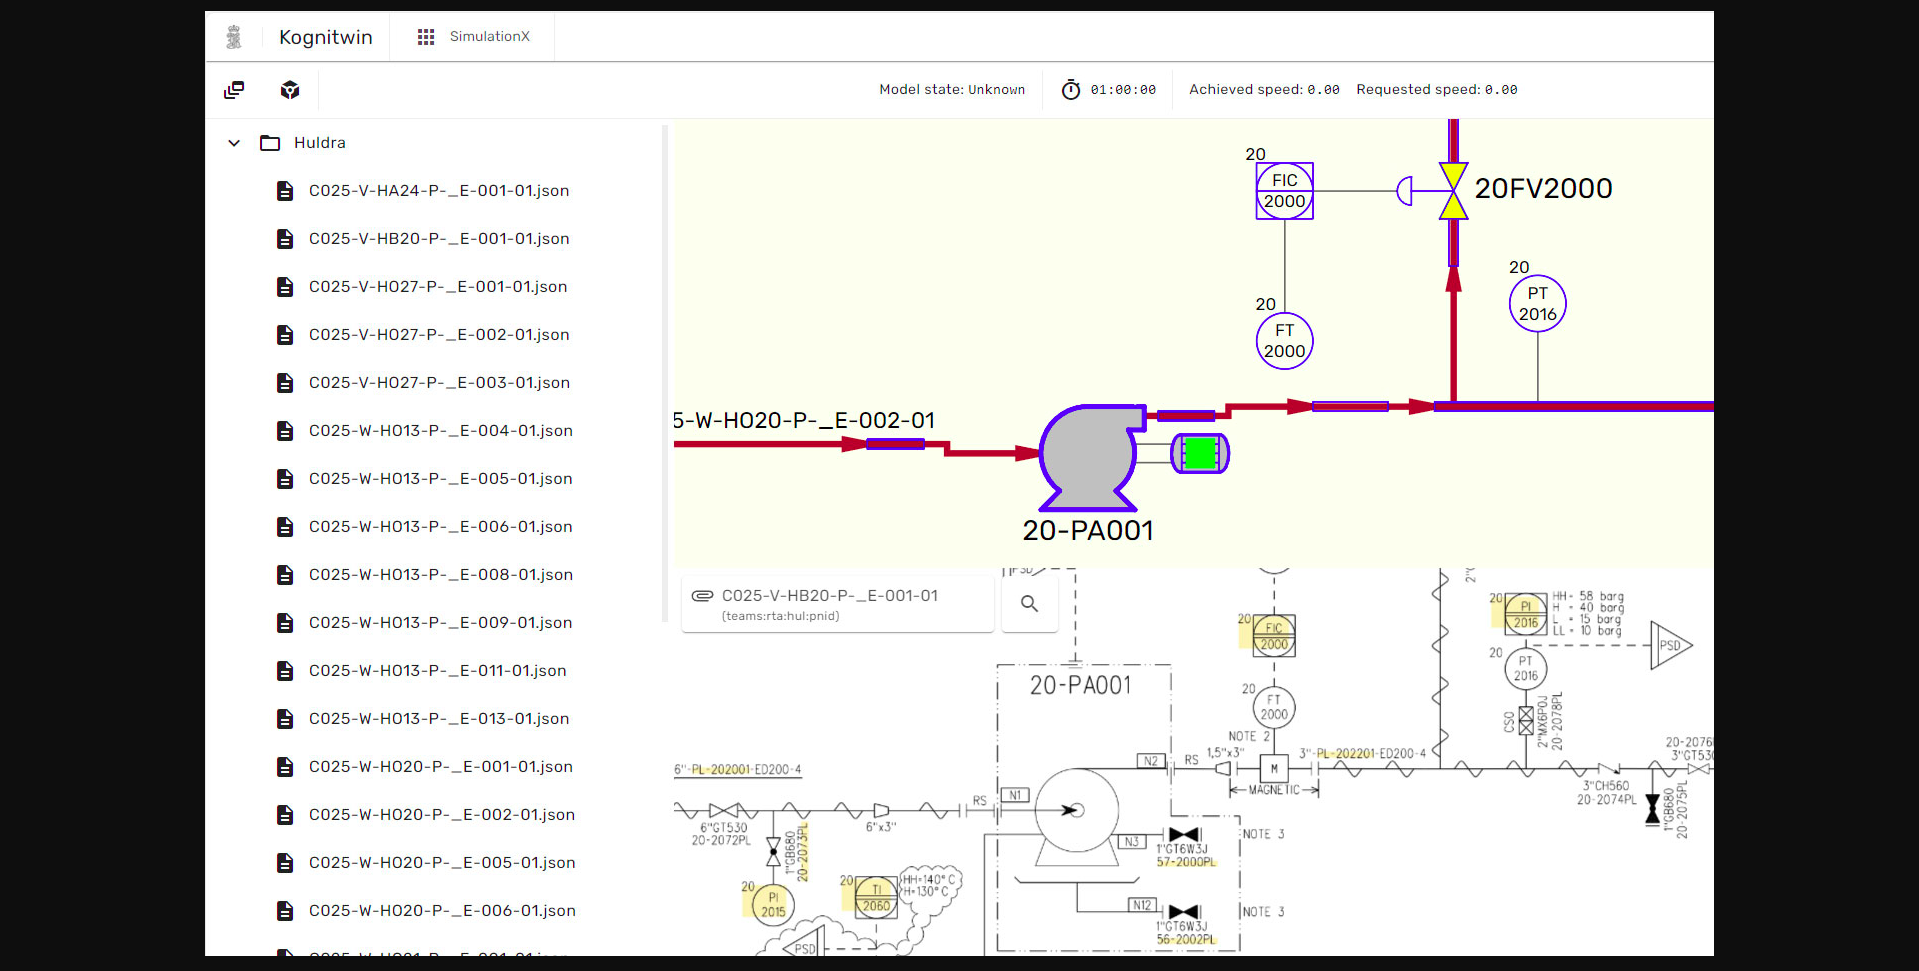 Kognitwin
SimulationX
Model state: Unknown
01:00:00
Achieved speed: 0.00
Requested speed: 0.00
Huldra
C025-V-HA24-P-_E-001-01.json
C025-V-HB20-P-_E-001-01.json
C025-V-HO27-P-_E-001-01.json
C025-V-HO27-P-_E-002-01.json
C025-V-HO27-P-_E-003-01.json
C025-W-HO13-P-_E-004-01.json
C025-W-HO13-P-_E-005-01.json
C025-W-HO13-P-_E-006-01.json
C025-W-HO13-P-_E-008-01.json
C025-W-HO13-P-_E-009-01.json
C025-W-HO13-P-_E-011-01.json
C025-W-HO13-P-_E-013-01.json
C025-W-HO20-P-_E-001-01.json
C025-W-HO20-P-_E-002-01.json
C025-W-HO20-P-_E-005-01.json
C025-W-HO20-P-_E-006-01.json
20
FIC
2000
20FV2000
20
PT
2016
20
FT
2000
5-W-HO20-P-_E-002-01
20-PA001
C025-V-HB20-P-_E-001-01
(teams:rta:hul:pnid)
PSD
2"
20
FIC
2000
20
PI
2016
HH- 58 barg
H - 40 barg
L - 15 barg
LL- 10 barg
PSD
20
PT
2016
20-PA001
20
FT
2000
CSO
2"MX6P0J
20-2078PL
NOTE 2
N2
RS
1,5"x3"
M
3"-PL-202201-ED200-4
MAGNETIC
20-2076
3"GT530
3"CH560
20-2074PL
1"GB680
20-2075PL
6"-PL-202001-ED200-4
RS
N1
6"GT530
20-2072PL
6"x3"
1"GB680
20-2073PL
N3
NOTE 3
1"GT6W3J
57-2000PL
20
PI
2015
20
TI
2060
HH=140°C
H=130°C
N12
NOTE 3
1"GT6W3J
56-2002PL
PSD